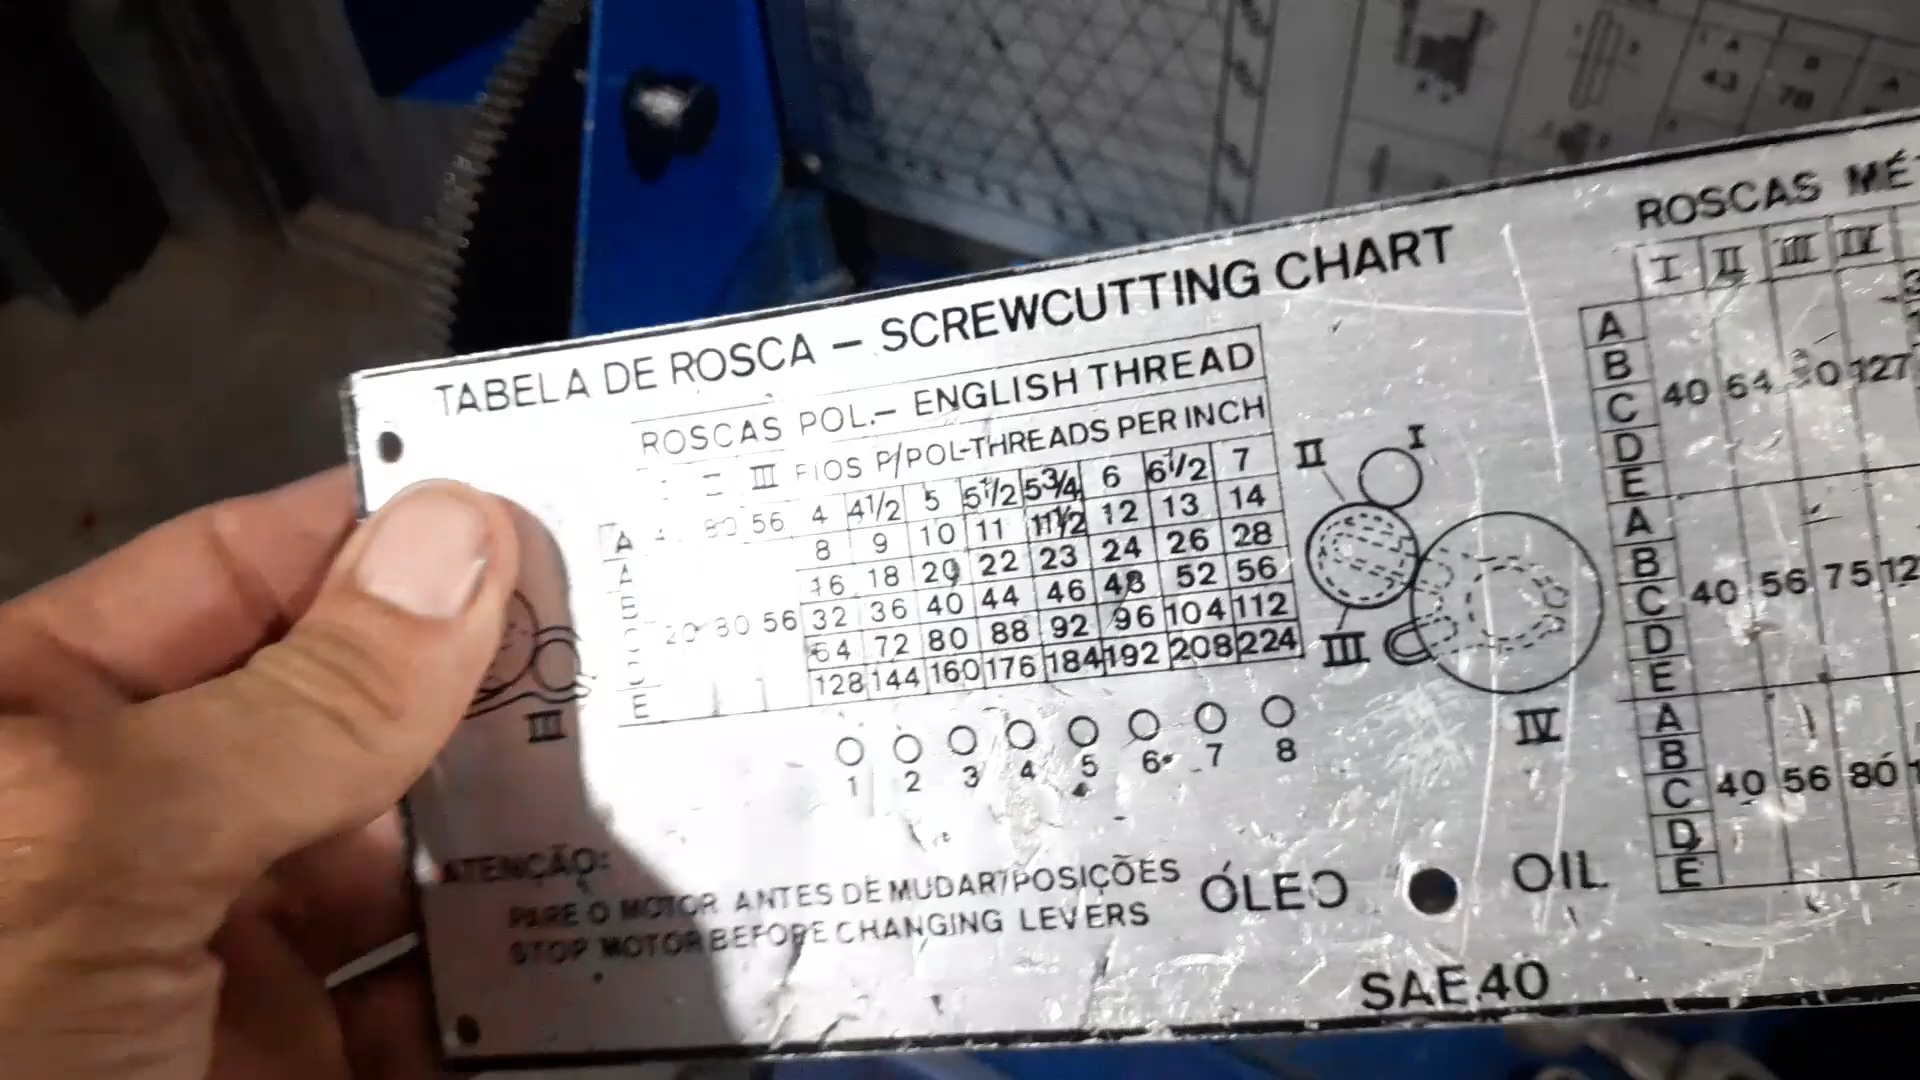 TABELA DE ROSCA – SCREWCUTTING CHART
ROSCAS POL.– ENGLISH THREAD
III FIOS P/POL-THREADS PER INCH
A 80 56 4 4 1/2 5 5 1/2 5 3/4 6 6 1/2 7
A 8 9 10 11 11 1/2 12 13 14
B 16 18 20 22 23 24 26 28
20 80 56 32 36 40 44 46 48 52 56
64 72 80 88 92 96 104 112
E 128 144 160 176 184 192 208 224
1 2 3 4 5 6 7 8
III
II I
III IV
ATENÇÃO:
PARE O MOTOR ANTES DE MUDAR POSIÇÕES
STOP MOTOR BEFORE CHANGING LEVERS
ÓLEO OIL
SAE 40
ROSCAS
I II III IV
A
B
C 40 64 127
D
E
A
B
C 40 56 75
D
E
A
B
C 40 56 80
D
E
A
43
B
78
A